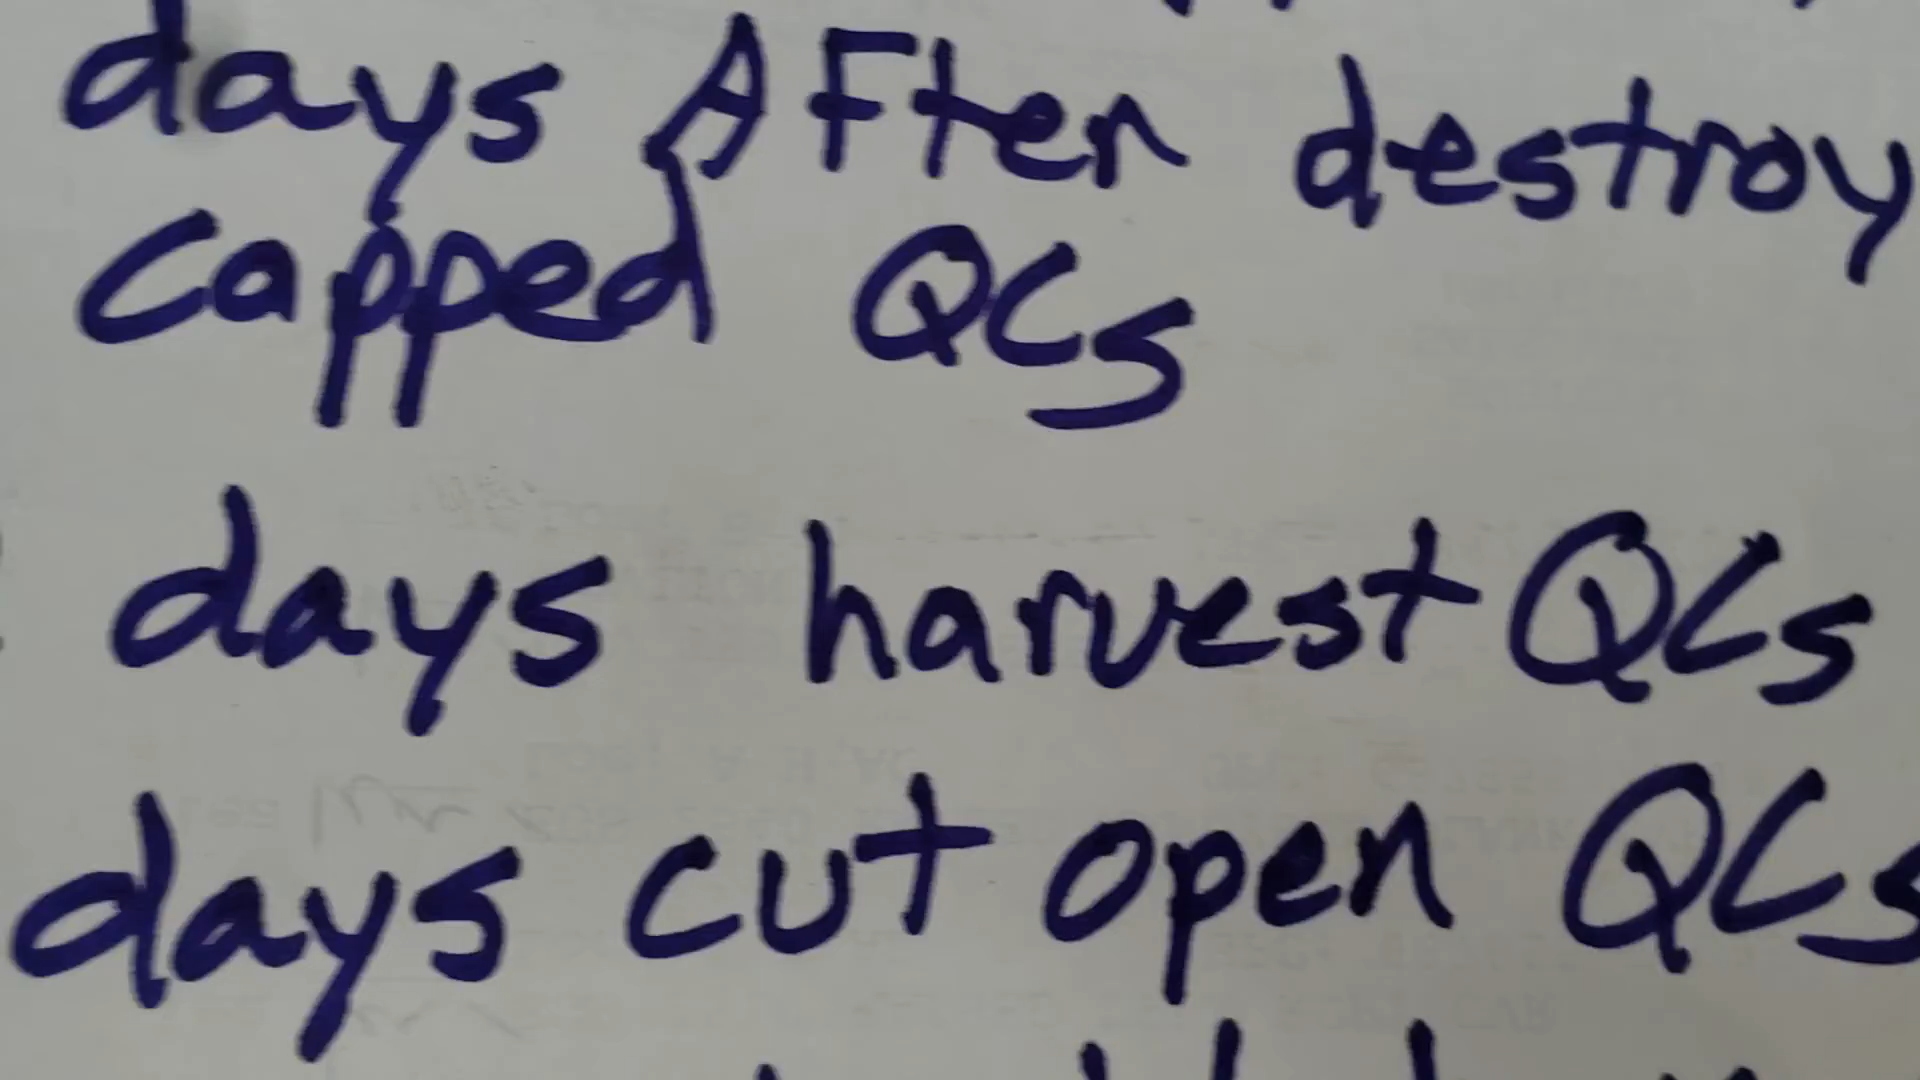 days AFter destroy
capped QCs
days harvest QCs
days cut open QCs